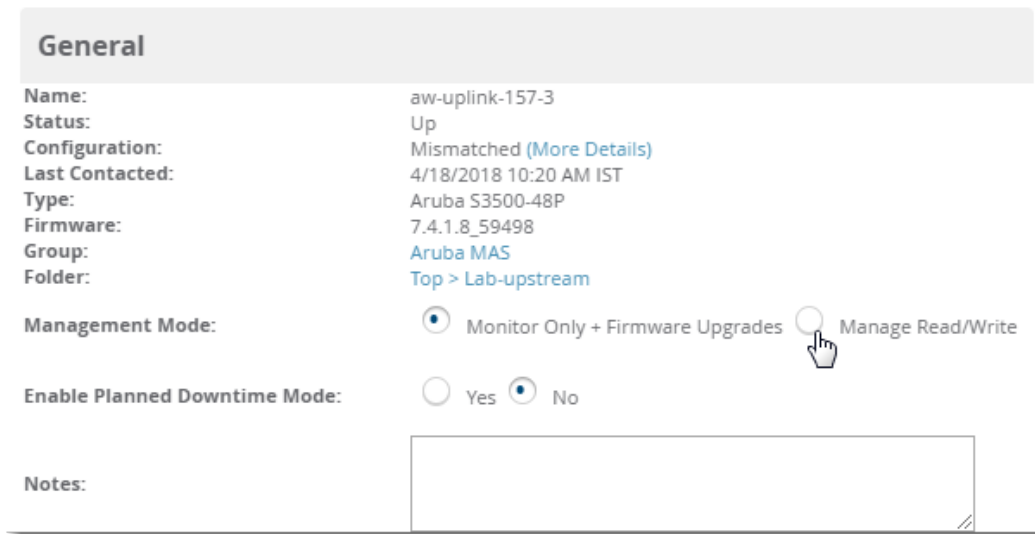 General
Name: aw-uplink-157-3
Status: Up
Configuration: Mismatched (More Details)
Last Contacted: 4/18/2018 10:20 AM IST
Type: Aruba S3500-48P
Firmware: 7.4.1.8_59498
Group: Aruba MAS
Folder: Top > Lab-upstream
Management Mode: Monitor Only + Firmware Upgrades Manage Read/Write
Enable Planned Downtime Mode: Yes No
Notes: